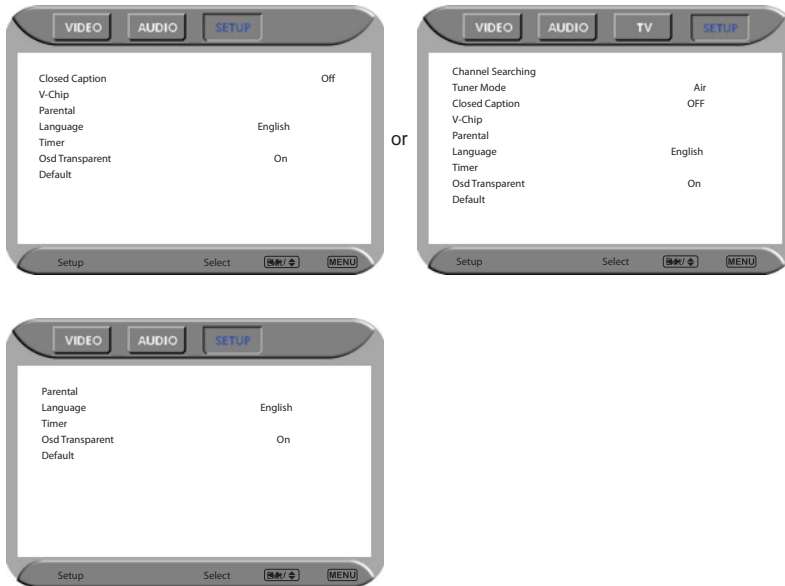 VIDEO AUDIO SETUP
Closed Caption Off
V-Chip
Parental
Language English
Timer
Osd Transparent On
Default
Setup Select MENU
or
VIDEO AUDIO TV SETUP
Channel Searching
Tuner Mode Air
Closed Caption OFF
V-Chip
Parental
Language English
Timer
Osd Transparent On
Default
Setup Select MENU
VIDEO AUDIO SETUP
Parental
Language English
Timer
Osd Transparent On
Default
Setup Select MENU